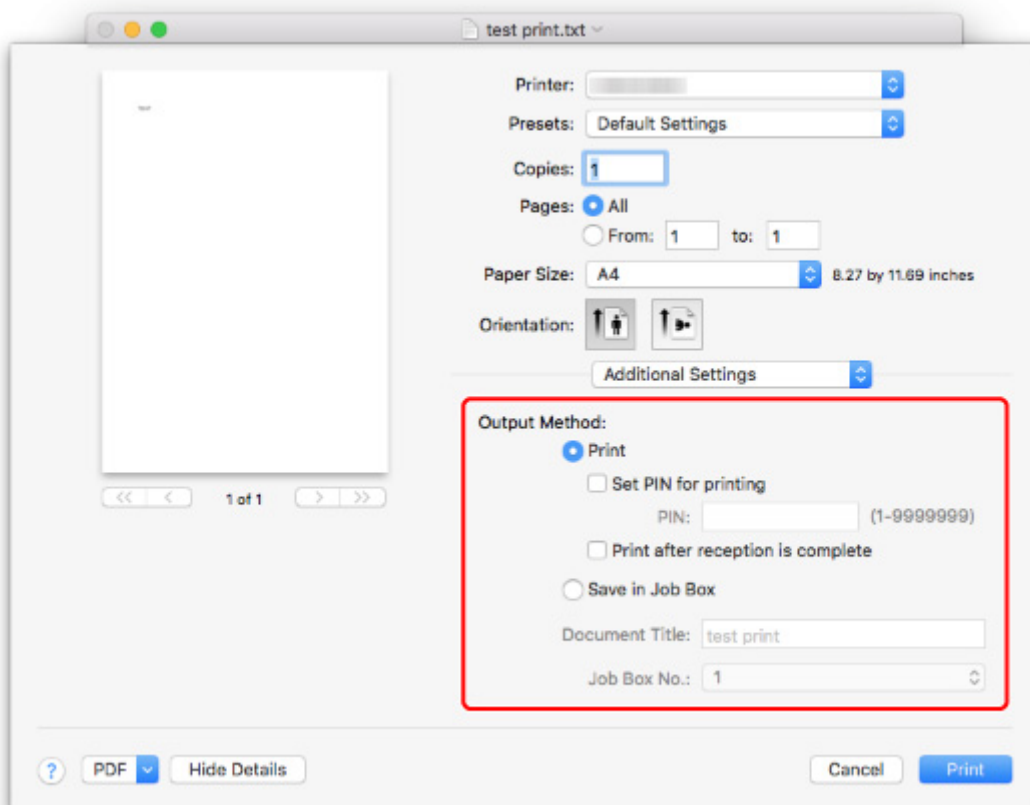 test print.txt
Printer:
Presets: Default Settings
Copies: 1
Pages: All
From: 1 to: 1
Paper Size: A4 8.27 by 11.69 inches
Orientation:
Additional Settings
Output Method:
Print
Set PIN for printing
PIN: (1-9999999)
Print after reception is complete
Save in Job Box
Document Title: test print
Job Box No.: 1
<< < 1 of 1 > >>
? PDF Hide Details Cancel Print